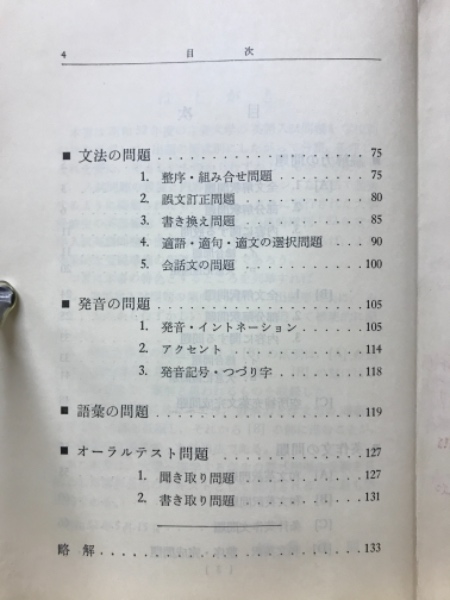 4 目次
■ 文法の問題 . . . . . . . . . . . . . . . . . . 75
1. 整序・組み合せ問題 . . . . . . . . . . 75
2. 誤文訂正問題 . . . . . . . . . . . . . 80
3. 書き換え問題 . . . . . . . . . . . . . 85
4. 適語・適句・適文の選択問題 . . . . 90
5. 会話文の問題 . . . . . . . . . . . . . 100
■ 発音の問題 . . . . . . . . . . . . . . . . . . 105
1. 発音・イントネーション . . . . . . . 105
2. アクセント . . . . . . . . . . . . . . . 114
3. 発音記号・つづり字 . . . . . . . . . . 118
■ 語彙の問題 . . . . . . . . . . . . . . . . . . 119
■ オーラルテスト問題 . . . . . . . . . . . . . 127
1. 聞き取り問題 . . . . . . . . . . . . . 127
2. 書き取り問題 . . . . . . . . . . . . . 131
略解 . . . . . . . . . . . . . . . . . . . . . . 133